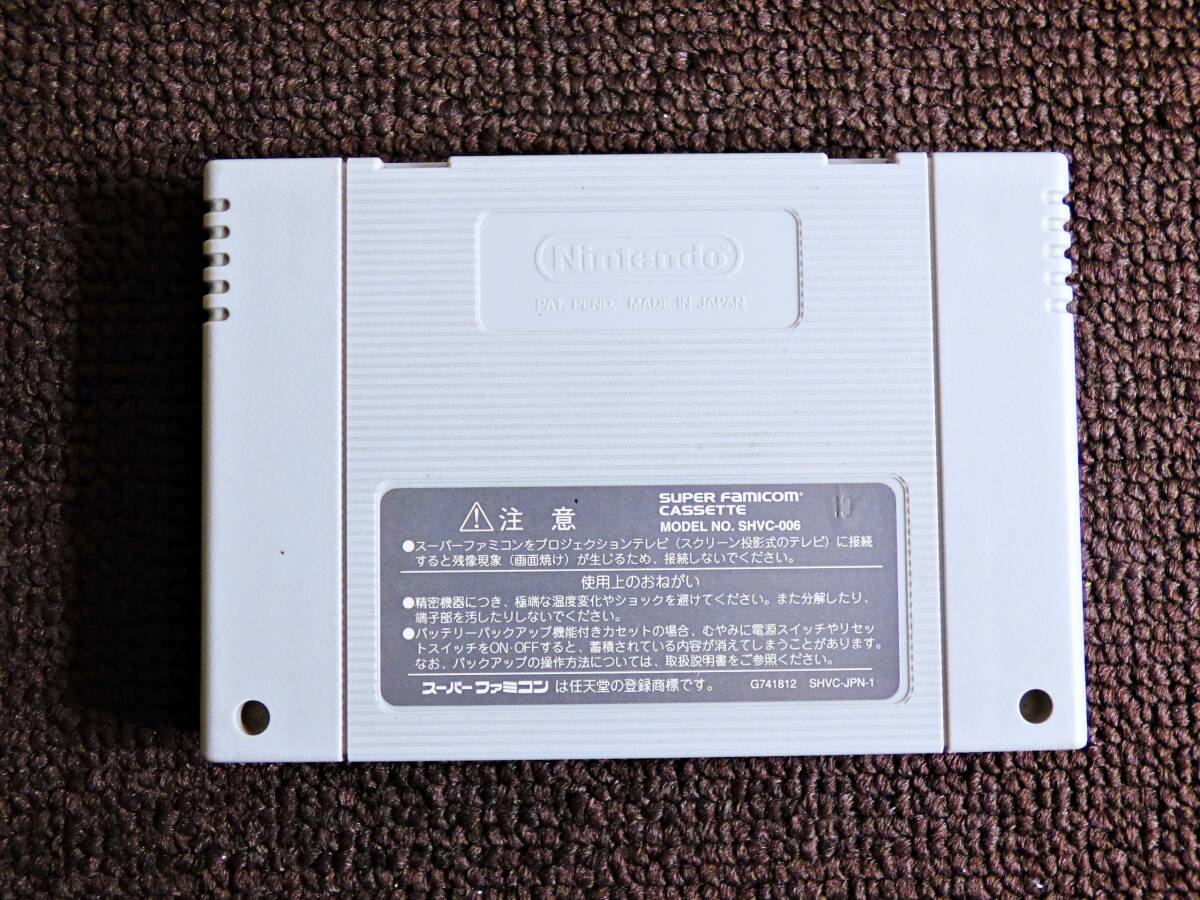 Nintendo®
PAT. PEND. MADE IN JAPAN
注意
SUPER FAMICOM®
CASSETTE
MODEL NO. SHVC-006
●スーパーファミコンをプロジェクションテレビ(スクリーン投影式のテレビ)に接続
すると残像現象(画面焼け)が生じるため、接続しないでください。
使用上のおねがい
●精密機器につき、極端な温度変化やショックを避けてください。また分解したり、
端子部を汚したりしないでください。
●バッテリーバックアップ機能付きカセットの場合、むやみに電源スイッチやリセッ
トスイッチをON·OFFすると、蓄積されている内容が消えてしまうことがあります。
なお、バックアップの操作方法については、取扱説明書をご参照ください。
スーパーファミコンは任天堂の登録商標です。 G741812 SHVC-JPN-1